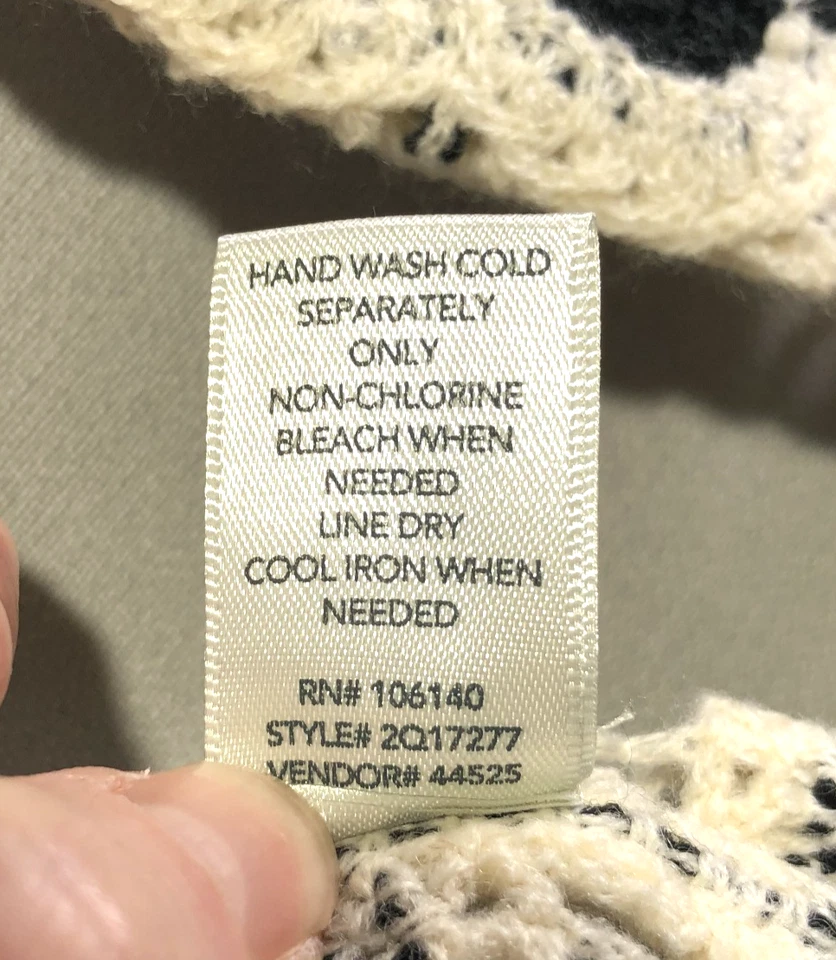 HAND WASH COLD
SEPARATELY
ONLY
NON-CHLORINE
BLEACH WHEN
NEEDED
LINE DRY
COOL IRON WHEN
NEEDED
RN# 106140
STYLE# 2Q17277
VENDOR# 44525